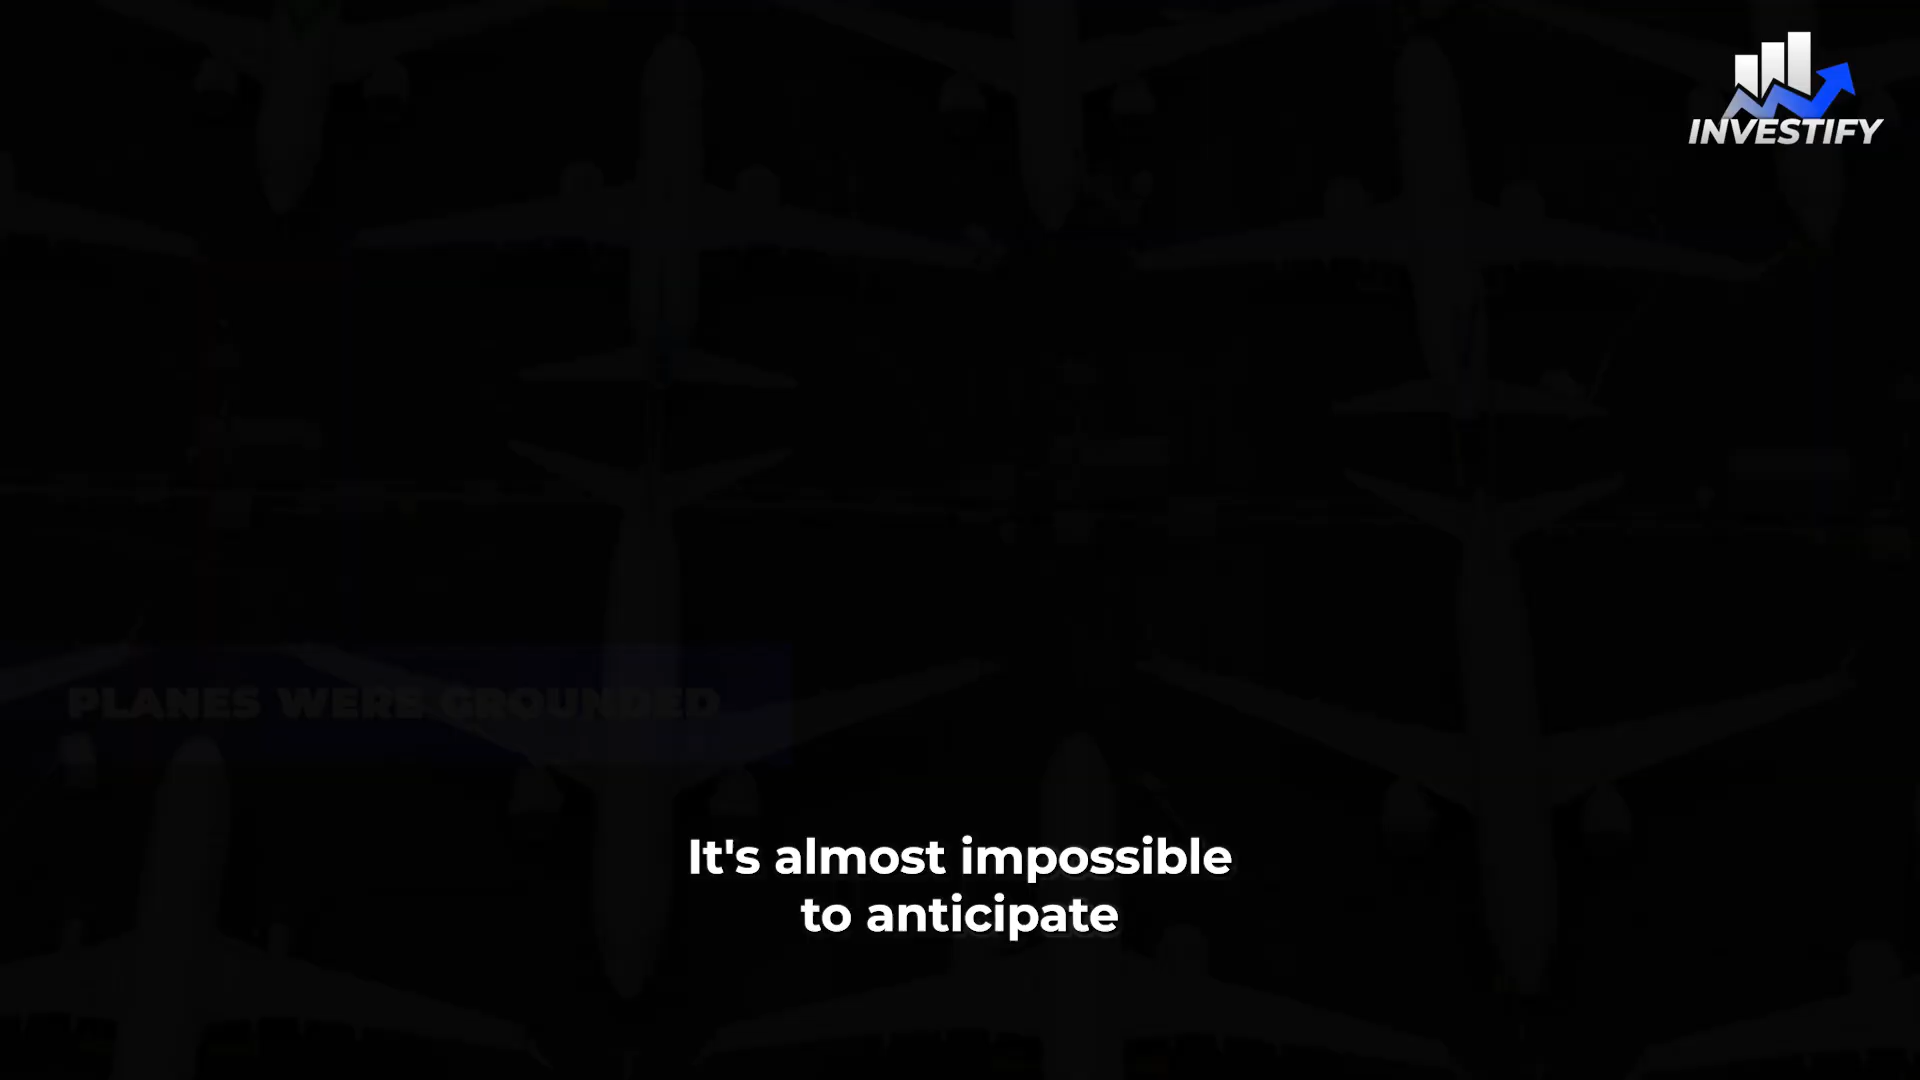 INVESTIFY
PLANES WERE GROUNDED
It's almost impossible
to anticipate